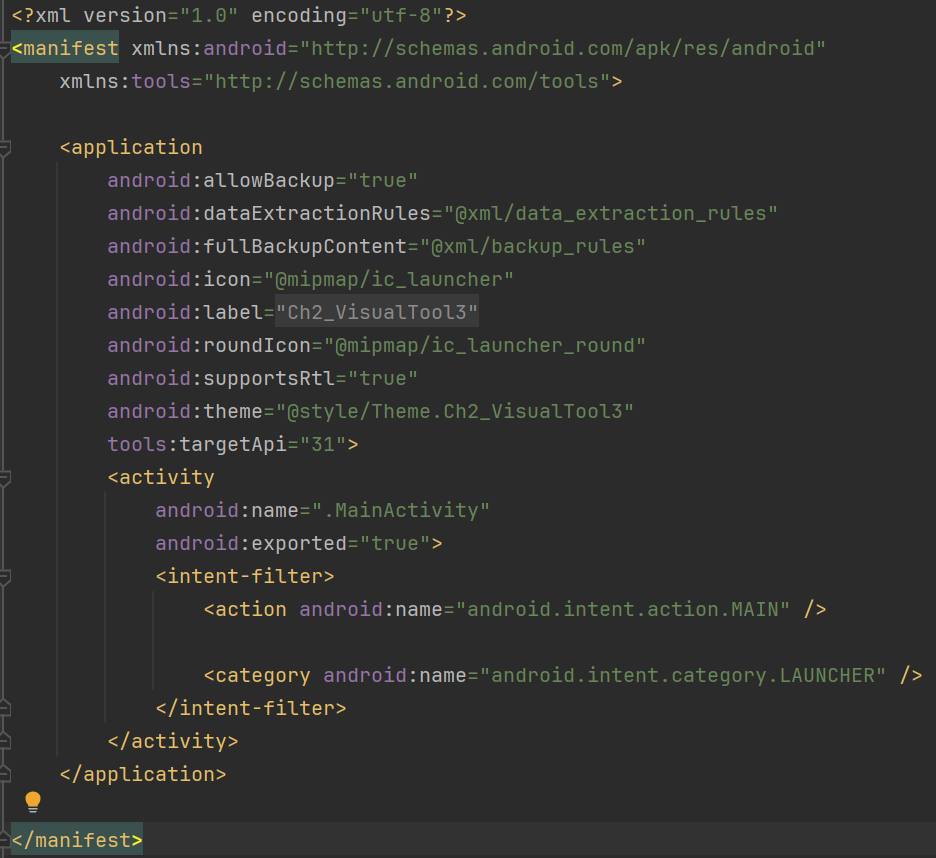 <?xml version="1.0" encoding="utf-8"?>
<manifest xmlns:android="http://schemas.android.com/apk/res/android"
    xmlns:tools="http://schemas.android.com/tools">

    <application
        android:allowBackup="true"
        android:dataExtractionRules="@xml/data_extraction_rules"
        android:fullBackupContent="@xml/backup_rules"
        android:icon="@mipmap/ic_launcher"
        android:label="Ch2_VisualTool3"
        android:roundIcon="@mipmap/ic_launcher_round"
        android:supportsRtl="true"
        android:theme="@style/Theme.Ch2_VisualTool3"
        tools:targetApi="31">
        <activity
            android:name=".MainActivity"
            android:exported="true">
            <intent-filter>
                <action android:name="android.intent.action.MAIN" />

                <category android:name="android.intent.category.LAUNCHER" />
            </intent-filter>
        </activity>
    </application>

</manifest>